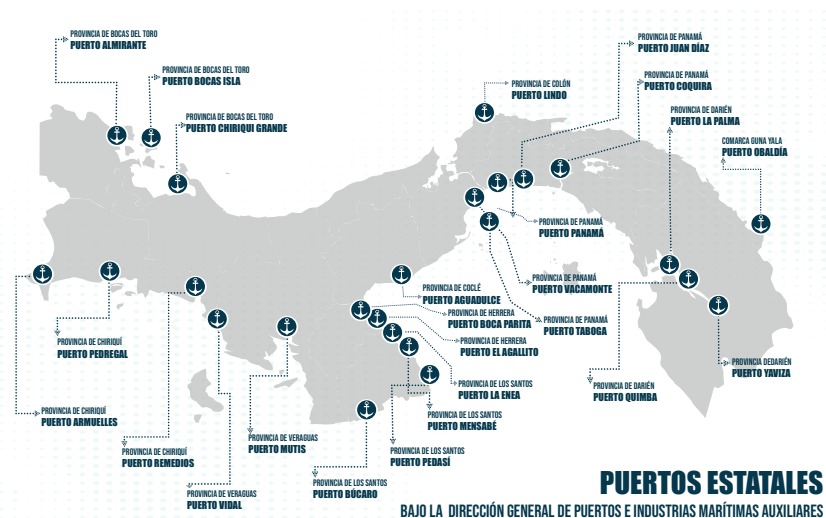 PROVINCIA DE BOCAS DEL TORO
PUERTO ALMIRANTE
PROVINCIA DE BOCAS DEL TORO
PUERTO BOCAS ISLA
PROVINCIA DE BOCAS DEL TORO
PUERTO CHIRIQUI GRANDE
PROVINCIA DE COLÓN
PUERTO LINDO
PROVINCIA DE PANAMÁ
PUERTO JUAN DÍAZ
PROVINCIA DE PANAMÁ
PUERTO COQUIRA
PROVINCIA DE DARIÉN
PUERTO LA PALMA
COMARCA GUNA YALA
PUERTO OBALDÍA
PROVINCIA DE PANAMÁ
PUERTO PANAMÁ
PROVINCIA DE PANAMÁ
PUERTO VACAMONTE
PROVINCIA DE PANAMÁ
PUERTO TABOGA
PROVINCIA DE COCLÉ
PUERTO AGUADULCE
PROVINCIA DE HERRERA
PUERTO BOCA PARITA
PROVINCIA DE HERRERA
PUERTO EL AGALLITO
PROVINCIA DE LOS SANTOS
PUERTO LA ENEA
PROVINCIA DE LOS SANTOS
PUERTO MENSABÉ
PROVINCIA DE LOS SANTOS
PUERTO PEDASÍ
PROVINCIA DE LOS SANTOS
PUERTO BÚCARO
PROVINCIA DE VERAGUAS
PUERTO MUTIS
PROVINCIA DE VERAGUAS
PUERTO VIDAL
PROVINCIA DE CHIRIQUÍ
PUERTO REMEDIOS
PROVINCIA DE CHIRIQUÍ
PUERTO ARMUELLES
PROVINCIA DE CHIRIQUÍ
PUERTO PEDREGAL
PROVINCIA DE DARIÉN
PUERTO QUIMBA
PROVINCIA DEDARIÉN
PUERTO YAVIZA
PUERTOS ESTATALES
BAJO LA DIRECCIÓN GENERAL DE PUERTOS E INDUSTRIAS MARÍTIMAS AUXILIARES